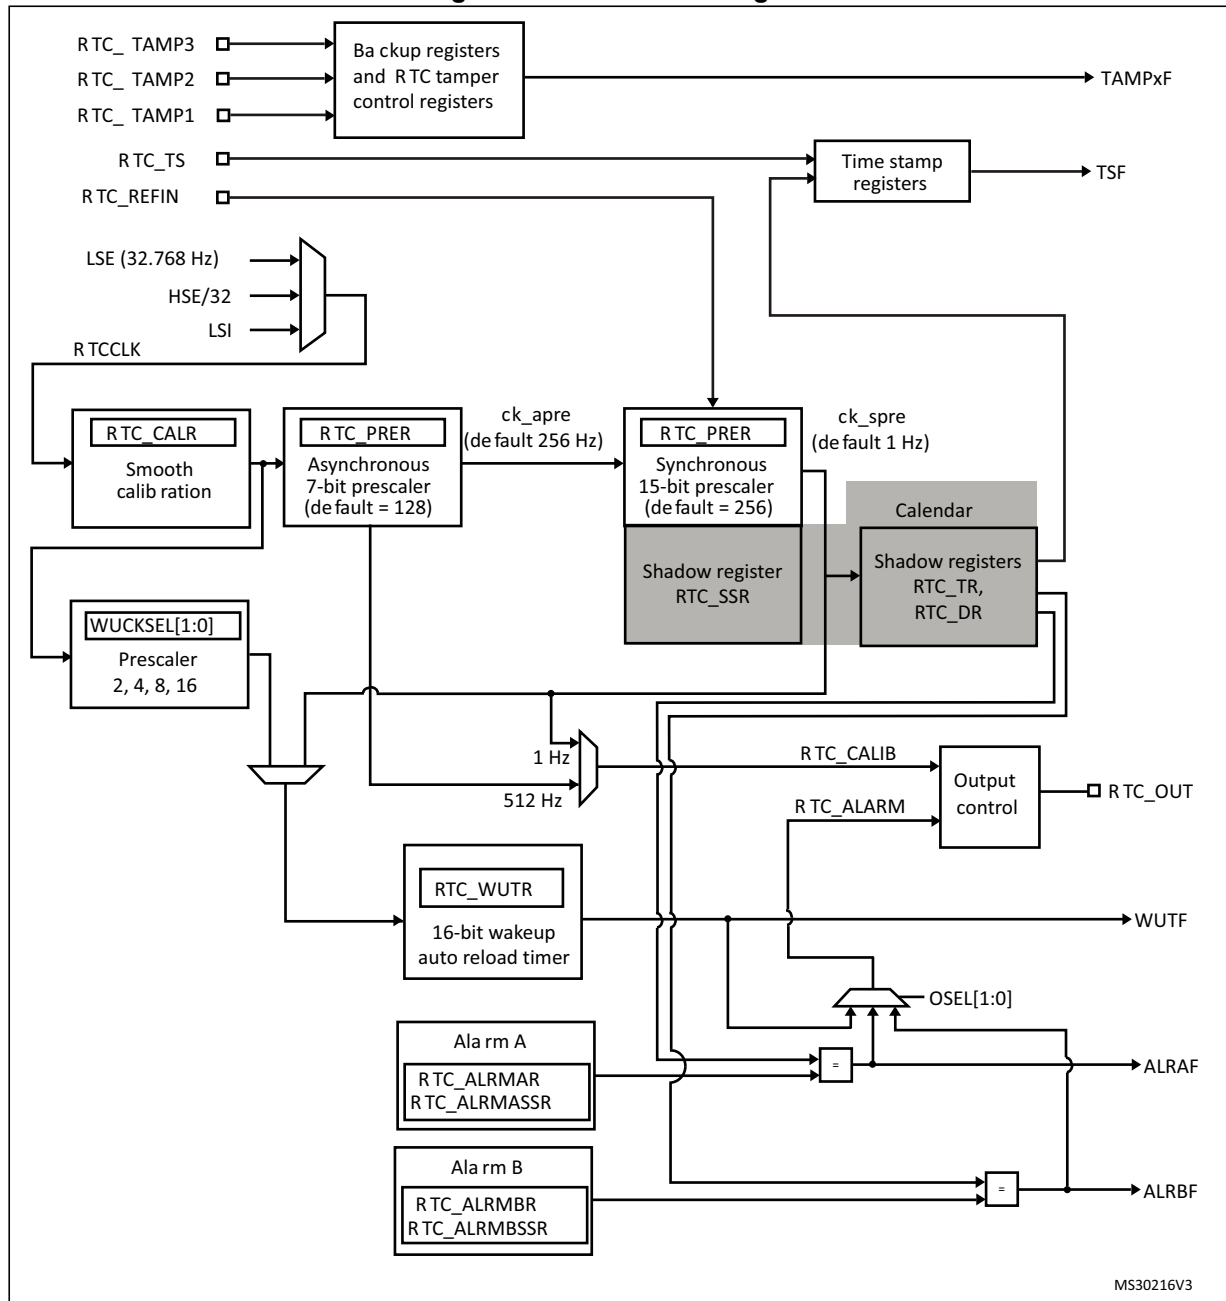 RTC_TAMP3
RTC_TAMP2
RTC_TAMP1
Backup registers
and RTC tamper
control registers
TAMPxF
RTC_TS
RTC_REFIN
Time stamp
registers
TSF
LSE (32.768 Hz)
HSE/32
LSI
RTCCLK
RTC_CALR
Smooth
calibration
RTC_PRER
Asynchronous
7-bit prescaler
(default = 128)
ck_apre
(default 256 Hz)
RTC_PRER
Synchronous
15-bit prescaler
(default = 256)
ck_spre
(default 1 Hz)
Calendar
Shadow register
RTC_SSR
Shadow registers
RTC_TR,
RTC_DR
WUCKSEL[1:0]
Prescaler
2, 4, 8, 16
1 Hz
512 Hz
RTC_CALIB
RTC_ALARM
Output
control
RTC_OUT
RTC_WUTR
16-bit wakeup
auto reload timer
WUTF
OSEL[1:0]
Alarm A
RTC_ALRMAR
RTC_ALRMASSR
=
ALRAF
Alarm B
RTC_ALRMBR
RTC_ALRMBSSR
=
ALRBF
MS30216V3